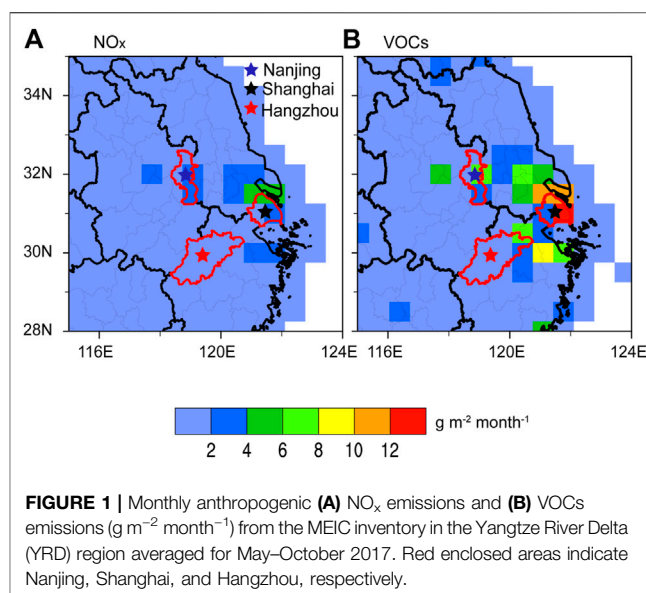 A NOx B VOCs
Nanjing
Shanghai
Hangzhou
34N
32N
30N
28N
116E 120E 124E 116E 120E 124E
g m⁻² month⁻¹
2 4 6 8 10 12
FIGURE 1 | Monthly anthropogenic (A) NOx emissions and (B) VOCs
emissions (g m⁻² month⁻¹) from the MEIC inventory in the Yangtze River Delta
(YRD) region averaged for May–October 2017. Red enclosed areas indicate
Nanjing, Shanghai, and Hangzhou, respectively.